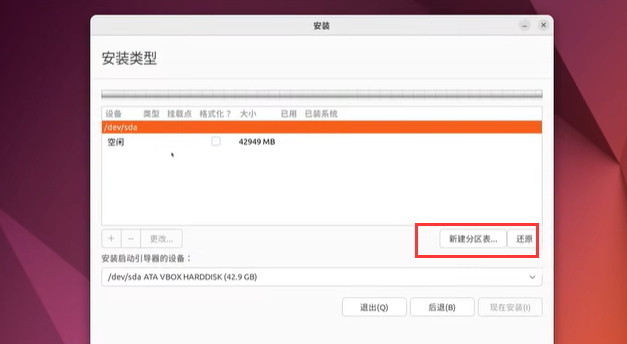 安装
安装类型
设备 类型 挂载点 格式化？ 大小 已用 已装系统
/dev/sda
空闲 42949 MB
+ − 更改... 新建分区表... 还原
安装启动引导器的设备：
/dev/sda ATA VBOX HARDDISK (42.9 GB)
退出(Q) 后退(B) 现在安装(I)